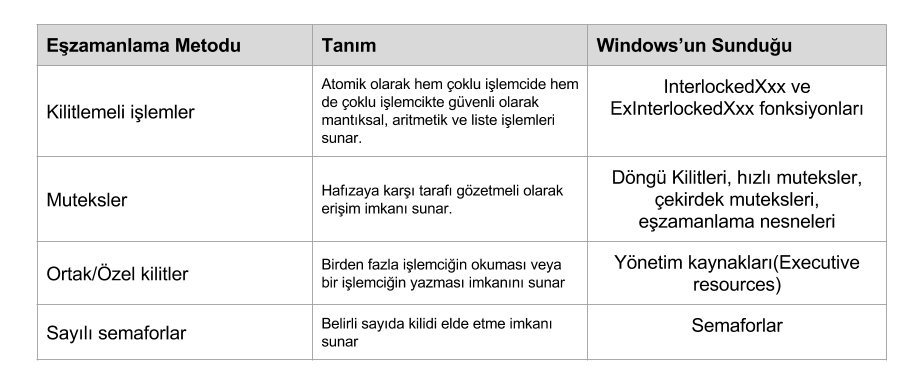 Eşzamanlama Metodu
Tanım
Windows’un Sunduğu
Kilitlemeli işlemler
Atomik olarak hem çoklu işlemcide hem
de çoklu işlemcikte güvenli olarak
mantıksal, aritmetik ve liste işlemleri
sunar.
InterlockedXxx ve
ExInterlockedXxx fonksiyonları
Muteksler
Hafızaya karşı tarafı gözetmeli olarak
erişim imkanı sunar.
Döngü Kilitleri, hızlı muteksler,
çekirdek muteksleri,
eşzamanlama nesneleri
Ortak/Özel kilitler
Birden fazla işlemciğin okuması veya
bir işlemciğin yazması imkanını sunar
Yönetim kaynakları(Executive
resources)
Sayılı semaforlar
Belirli sayıda kilidi elde etme imkanı
sunar
Semaforlar